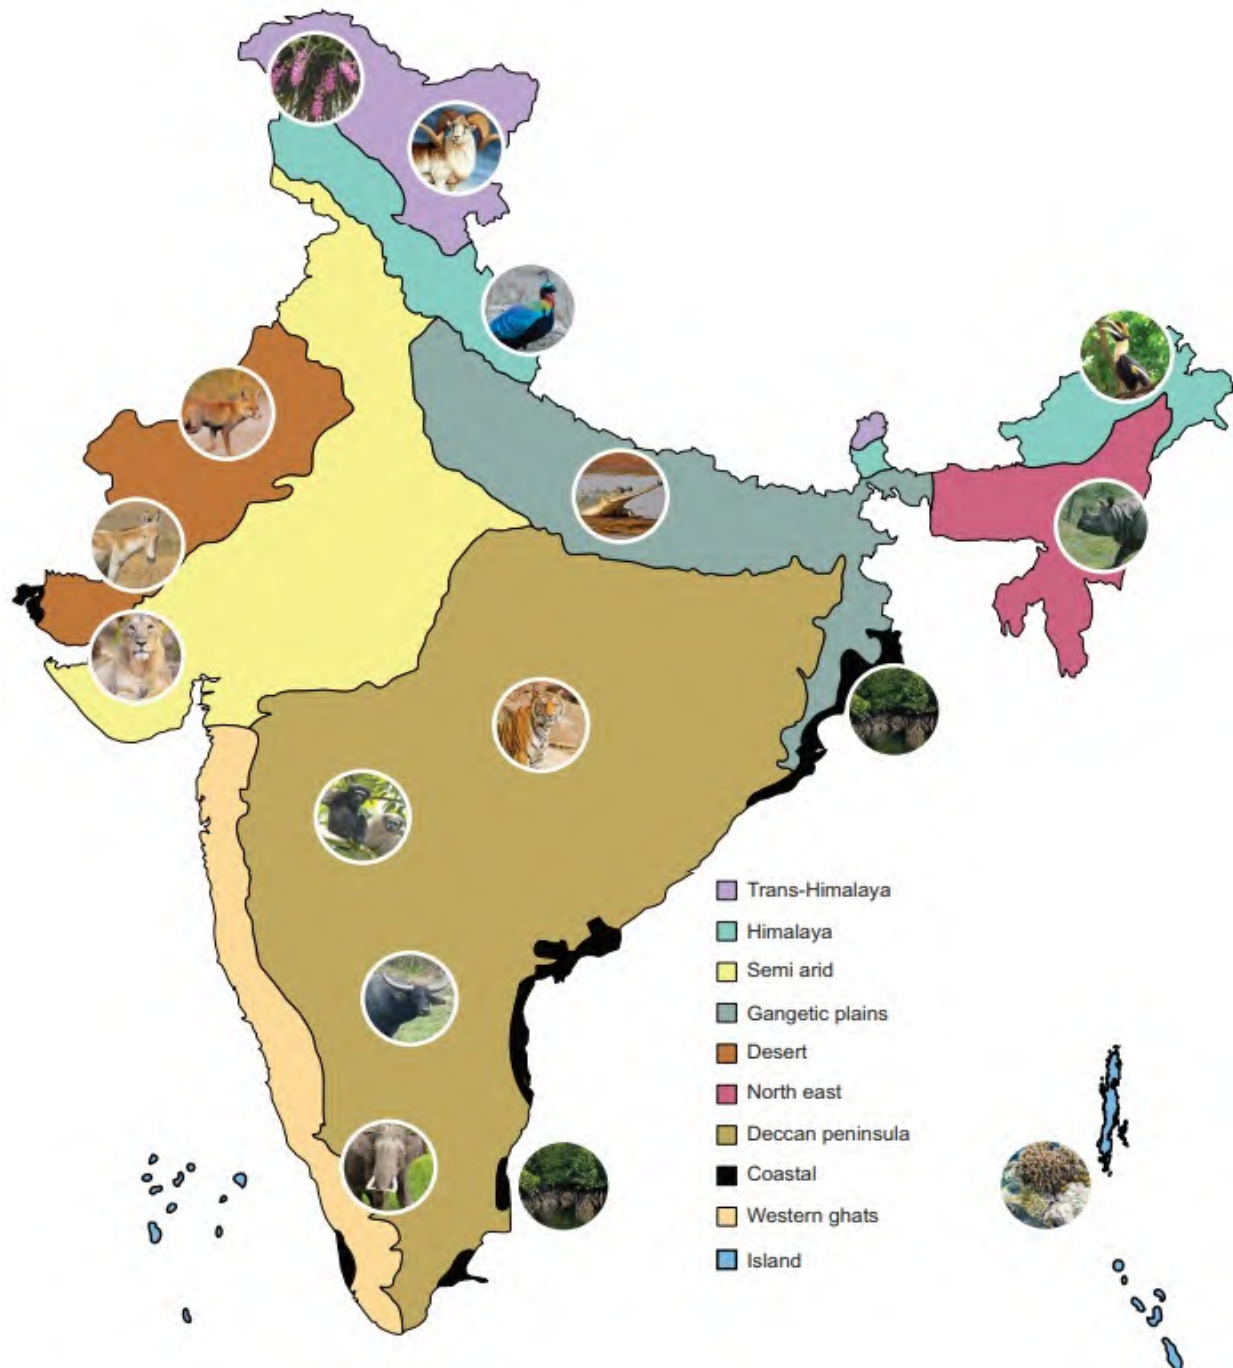 Trans-Himalaya
Himalaya
Semi arid
Gangetic plains
Desert
North east
Deccan peninsula
Coastal
Western ghats
Island